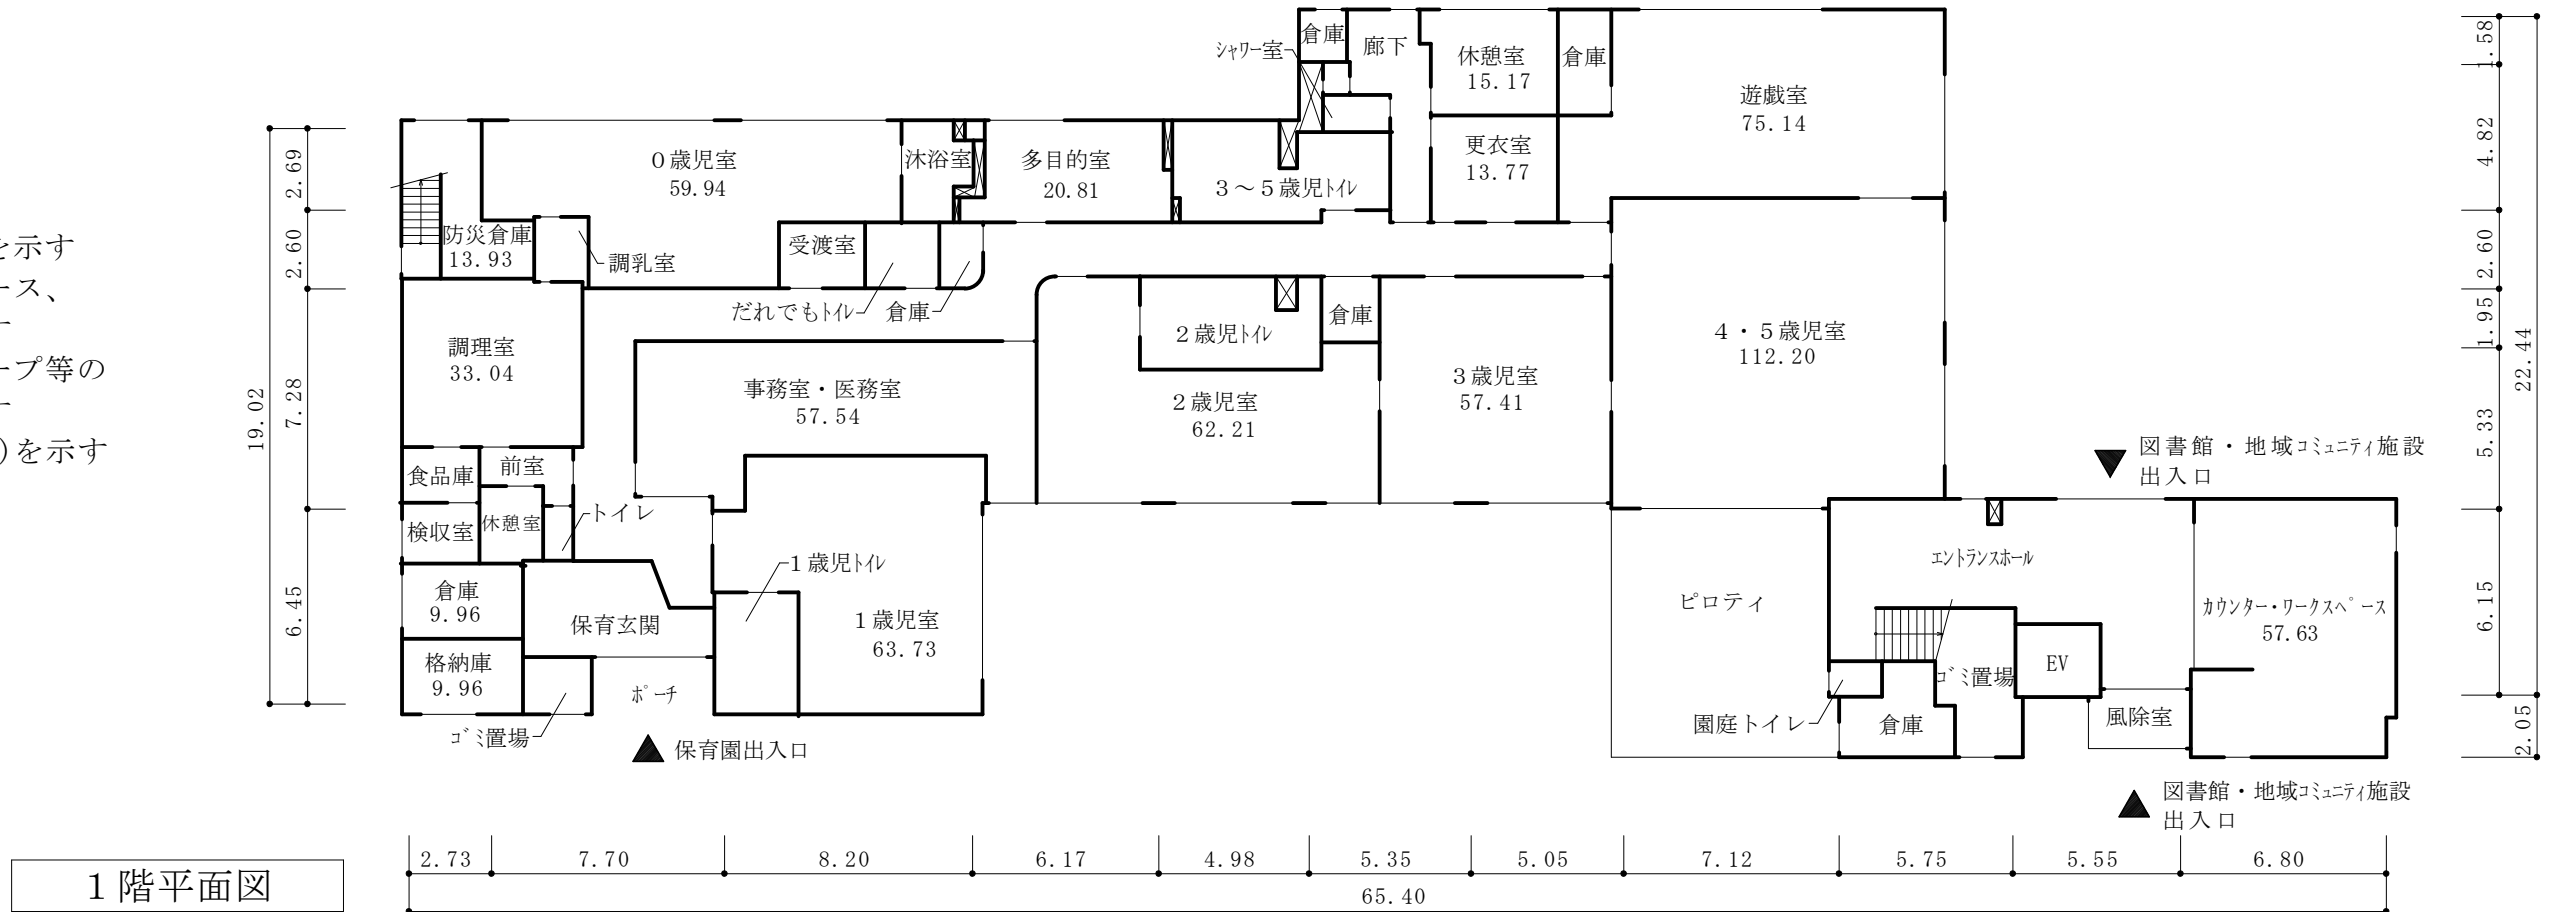 を示す
ース、
ープ等の
)を示す
19.02
2.69
2.60
7.28
6.45
防災倉庫
13.93
0歳児室
59.94
調乳室
沐浴室
多目的室
20.81
シャワー室
倉庫
廊下
休憩室
15.17
倉庫
更衣室
13.77
遊戯室
75.14
3～5歳児トイレ
受渡室
だれでもトイレ
倉庫
調理室
33.04
事務室・医務室
57.54
2歳児トイレ
倉庫
2歳児室
62.21
3歳児室
57.41
4・5歳児室
112.20
食品庫
前室
検収室
休憩室
トイレ
倉庫
9.96
格納庫
9.96
保育玄関
ゴミ置場
ポーチ
1歳児トイレ
1歳児室
63.73
保育園出入口
ピロティ
エントランスホール
カウンター・ワークスペース
57.63
ゴミ置場
EV
園庭トイレ
倉庫
風除室
図書館・地域コミュニティ施設
出入口
図書館・地域コミュニティ施設
出入口
1.58
4.82
2.60
1.95
5.33
6.15
22.44
2.05
2.73
7.70
8.20
6.17
4.98
5.35
5.05
7.12
5.75
5.55
6.80
65.40
1階平面図